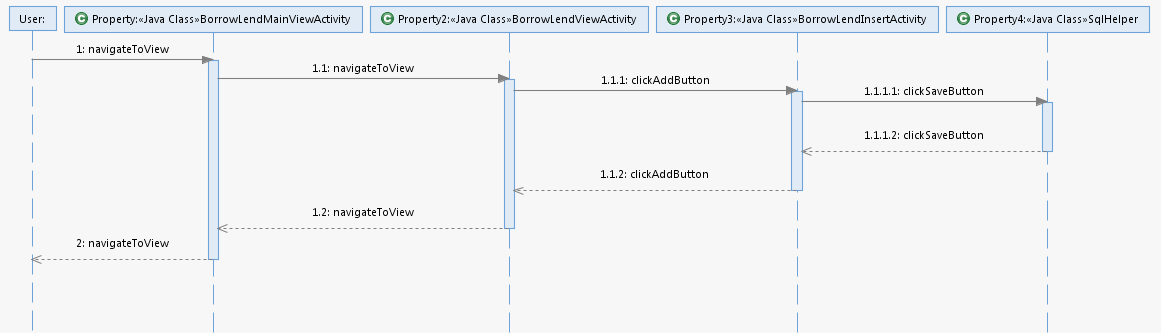 User:
C Property:«Java Class»BorrowLendMainViewActivity
C Property2:«Java Class»BorrowLendViewActivity
C Property3:«Java Class»BorrowLendInsertActivity
C Property4:«Java Class»SqlHelper
1: navigateToView
1.1: navigateToView
1.1.1: clickAddButton
1.1.1.1: clickSaveButton
1.1.1.2: clickSaveButton
1.1.2: clickAddButton
1.2: navigateToView
2: navigateToView